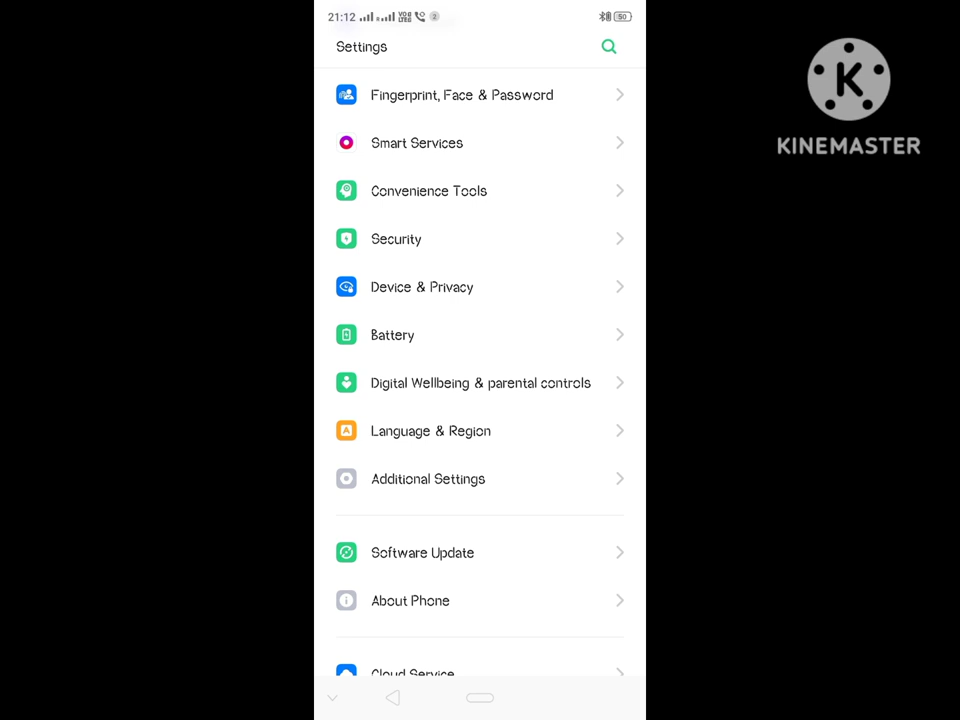 21:12 50
Settings
Fingerprint, Face & Password
Smart Services
Convenience Tools
Security
Device & Privacy
Battery
Digital Wellbeing & parental controls
Language & Region
Additional Settings
Software Update
About Phone
Cloud Service
K
KINEMASTER